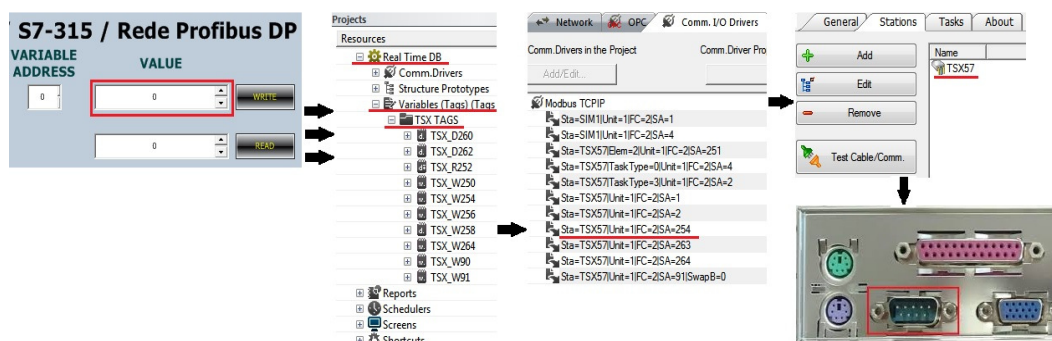 S7-315 / Rede Profibus DP
VARIABLE
ADDRESS
VALUE
0
0
WRITE
0
READ
Projects
Resources
Real Time DB
Comm.Drivers
Structure Prototypes
Variables (Tags) (Tags
TSX TAGS
TSX_D260
TSX_D262
TSX_R252
TSX_W250
TSX_W254
TSX_W256
TSX_W258
TSX_W264
TSX_W90
TSX_W91
Reports
Schedulers
Screens
Shortcuts
Network
OPC
Comm. I/O Drivers
Comm.Drivers in the Project
Comm.Driver Pro
Add/Edit...
Modbus TCPIP
Sta=SIM1|Unit=1|FC=2|SA=1
Sta=SIM1|Unit=1|FC=2|SA=4
Sta=TSX57|Elem=2|Unit=1|FC=2|SA=251
Sta=TSX57|TaskType=0|Unit=1|FC=2|SA=4
Sta=TSX57|TaskType=3|Unit=1|FC=2|SA=2
Sta=TSX57|Unit=1|FC=2|SA=1
Sta=TSX57|Unit=1|FC=2|SA=2
Sta=TSX57|Unit=1|FC=2|SA=254
Sta=TSX57|Unit=1|FC=2|SA=263
Sta=TSX57|Unit=1|FC=2|SA=264
Sta=TSX57|Unit=1|FC=2|SA=91|SwapB=0
General
Stations
Tasks
About
Add
Edit
Remove
Test Cable/Comm.
Name
TSX57